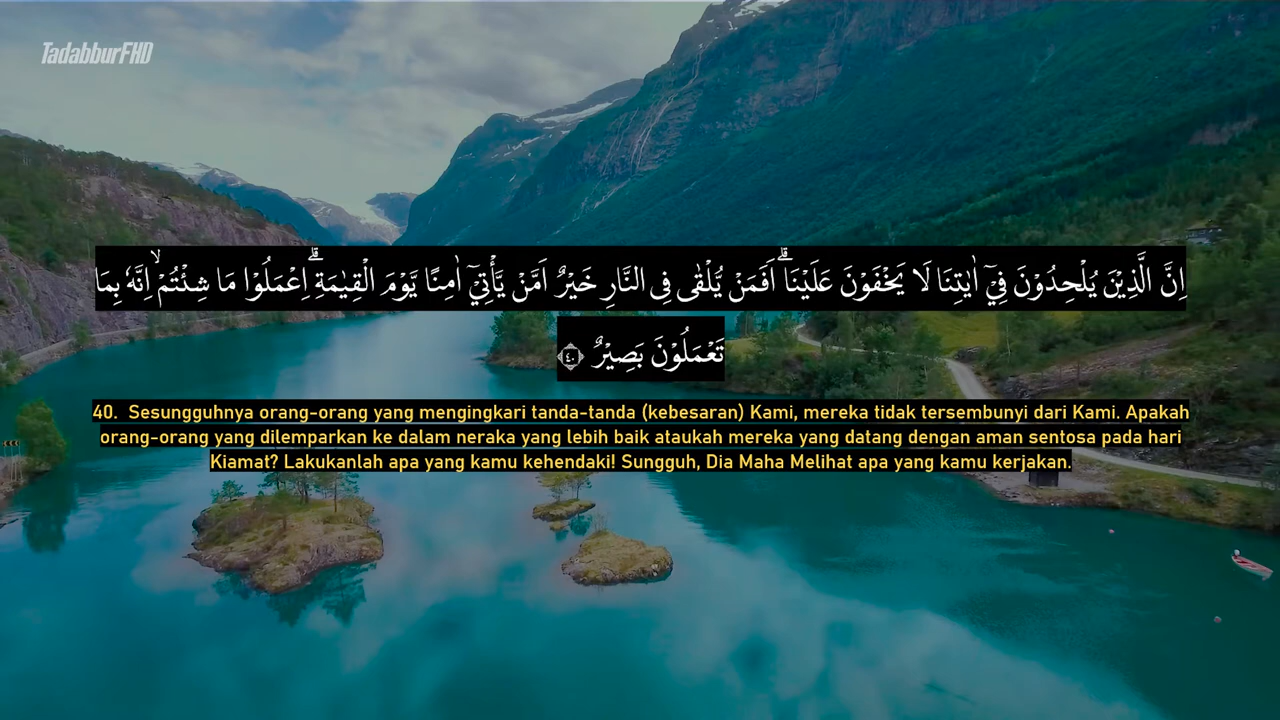 TadabburFHD
اِنَّ الَّذِيْنَ يُلْحِدُوْنَ فِيْٓ اٰيٰتِنَا لَا يَخْفَوْنَ عَلَيْنَاۗ اَفَمَنْ يُّلْقٰى فِى النَّارِ خَيْرٌ اَمَّنْ يَّأْتِيْٓ اٰمِنًا يَّوْمَ الْقِيٰمَةِۗ اِعْمَلُوْا مَا شِئْتُمْۙ اِنَّهٗ بِمَا
تَعْمَلُوْنَ بَصِيْرٌ ٤٠
40. Sesungguhnya orang-orang yang mengingkari tanda-tanda (kebesaran) Kami, mereka tidak tersembunyi dari Kami. Apakah
orang-orang yang dilemparkan ke dalam neraka yang lebih baik ataukah mereka yang datang dengan aman sentosa pada hari
Kiamat? Lakukanlah apa yang kamu kehendaki! Sungguh, Dia Maha Melihat apa yang kamu kerjakan.